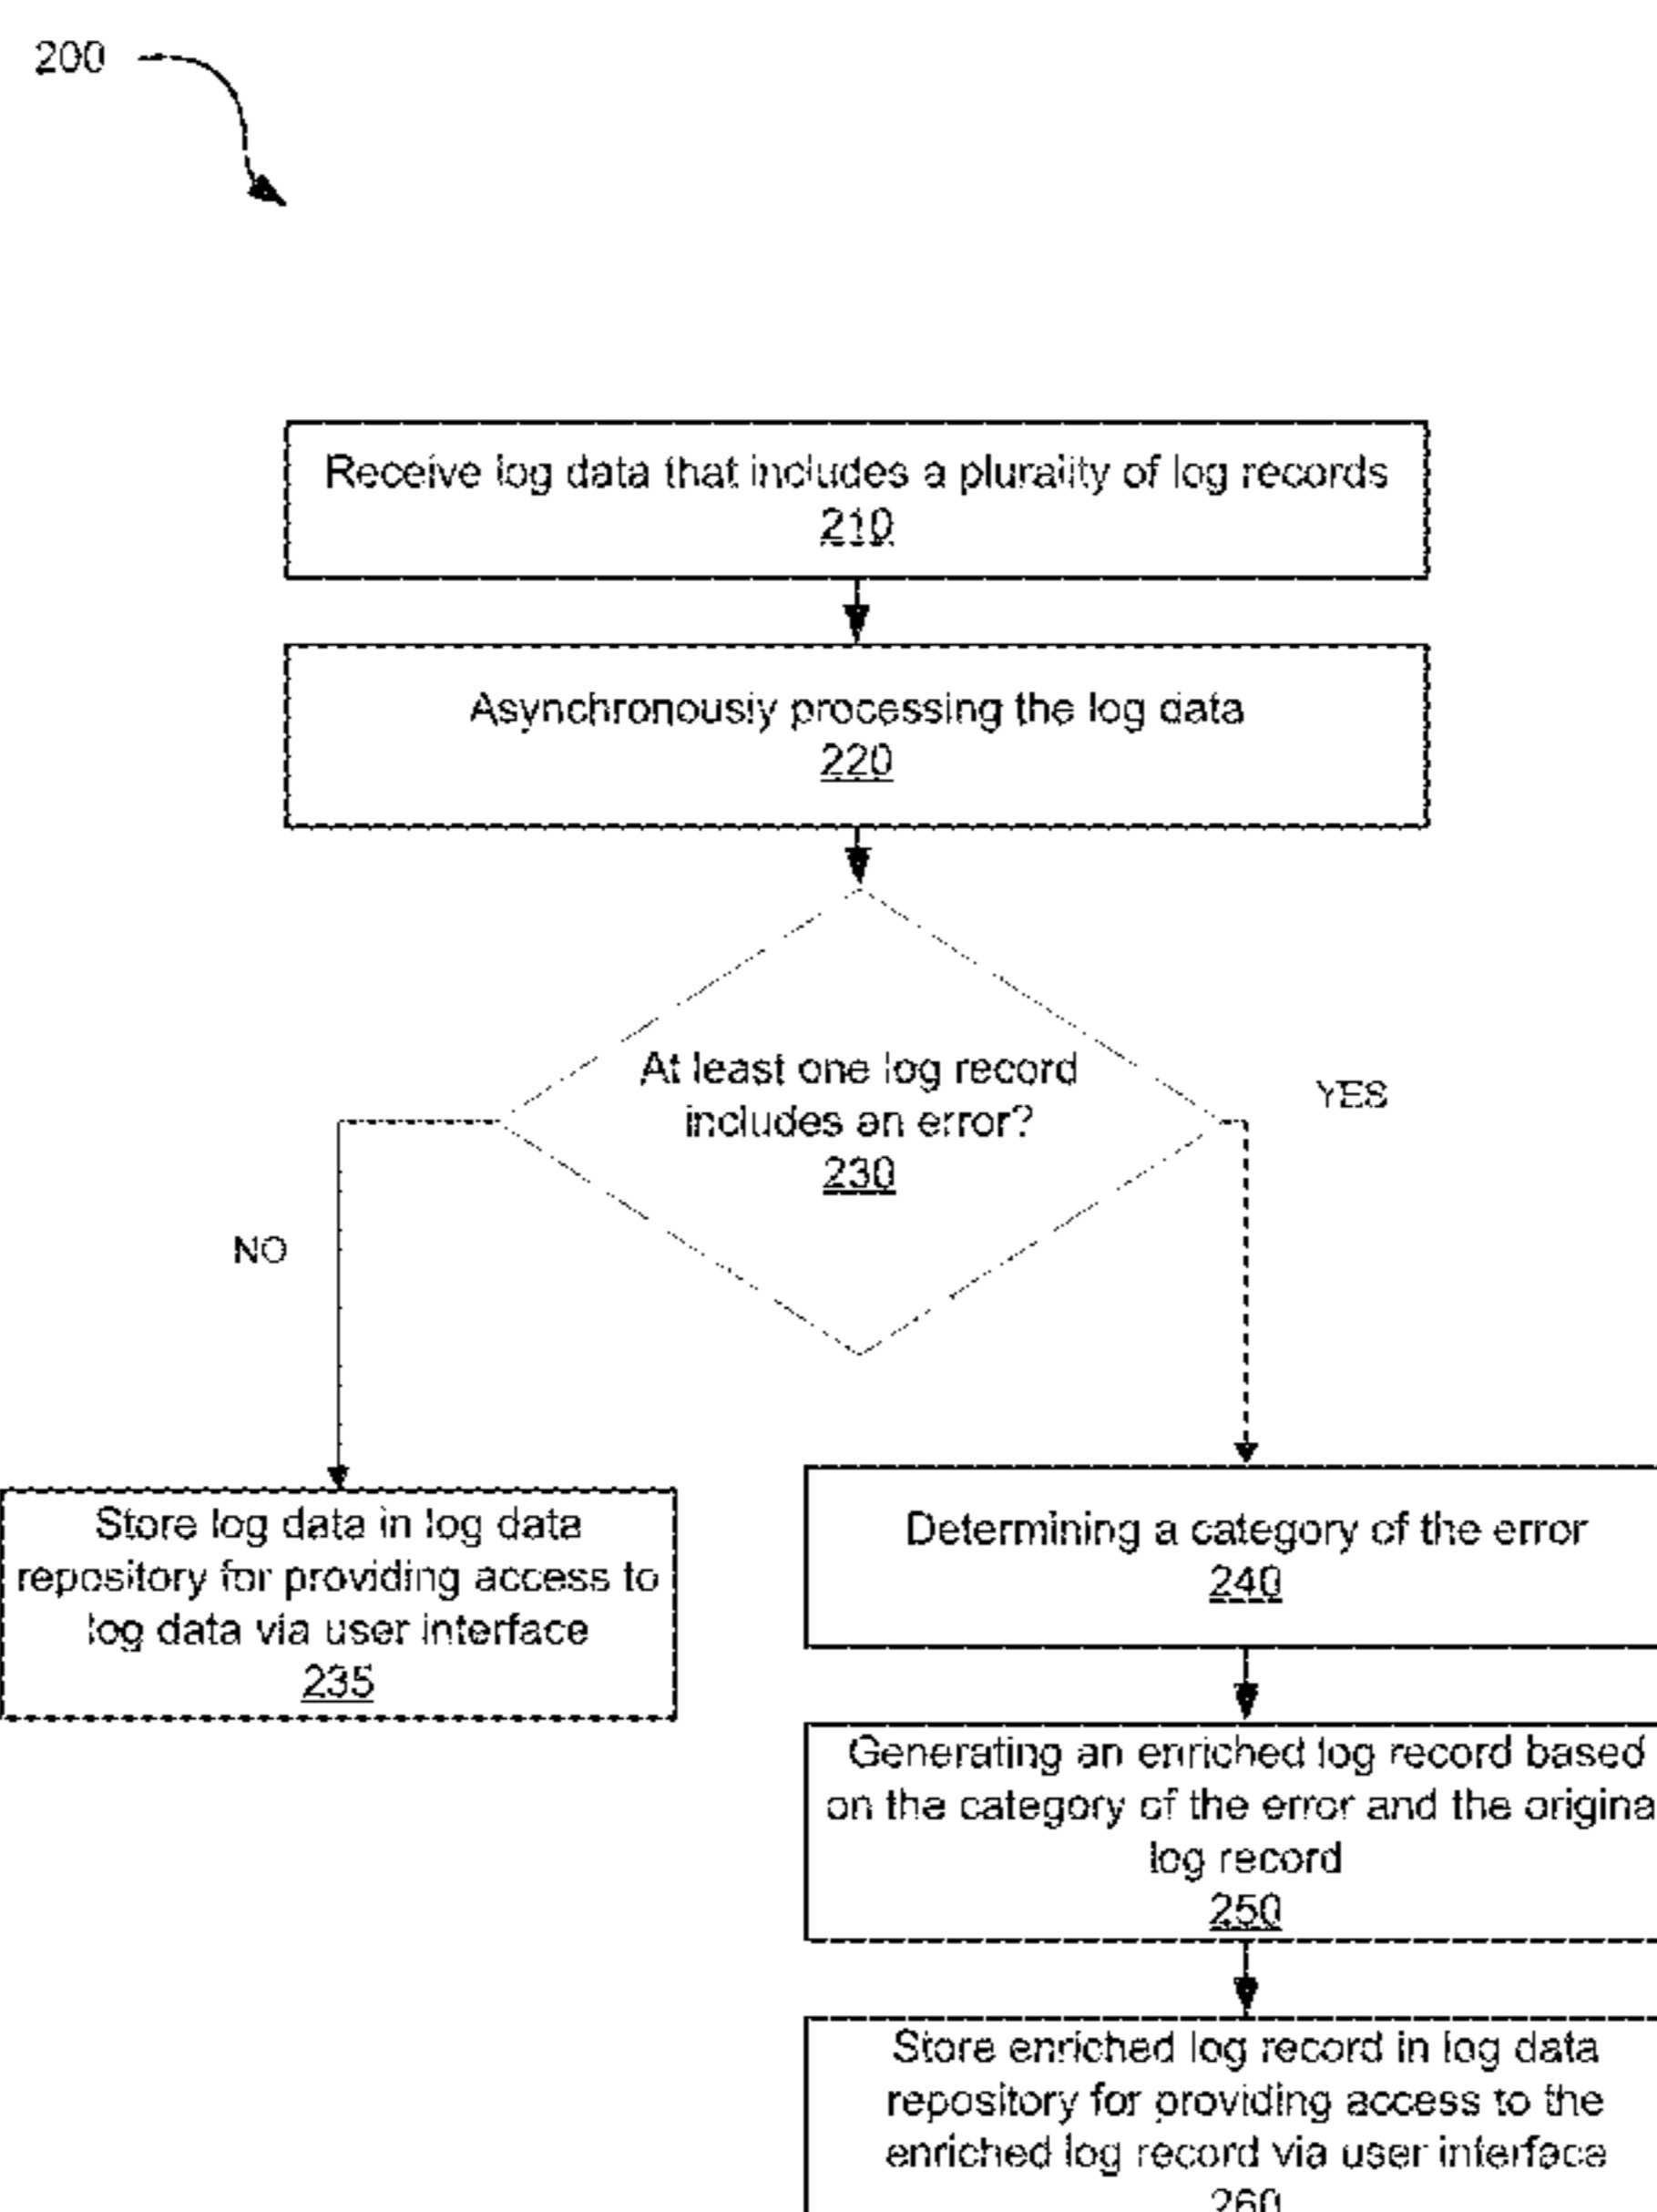 200
Receive log data that includes a plurality of log records
210
Asynchronously processing the log data
220
At least one log record
includes an error?
230
YES
NO
Store log data in log data
repository for providing access to
log data via user interface
235
Determining a category of the error
240
Generating an enriched log record based
on the category of the error and the origina
log record
250
Store enriched log record in log data
repository for providing access to the
enriched log record via user interface
260